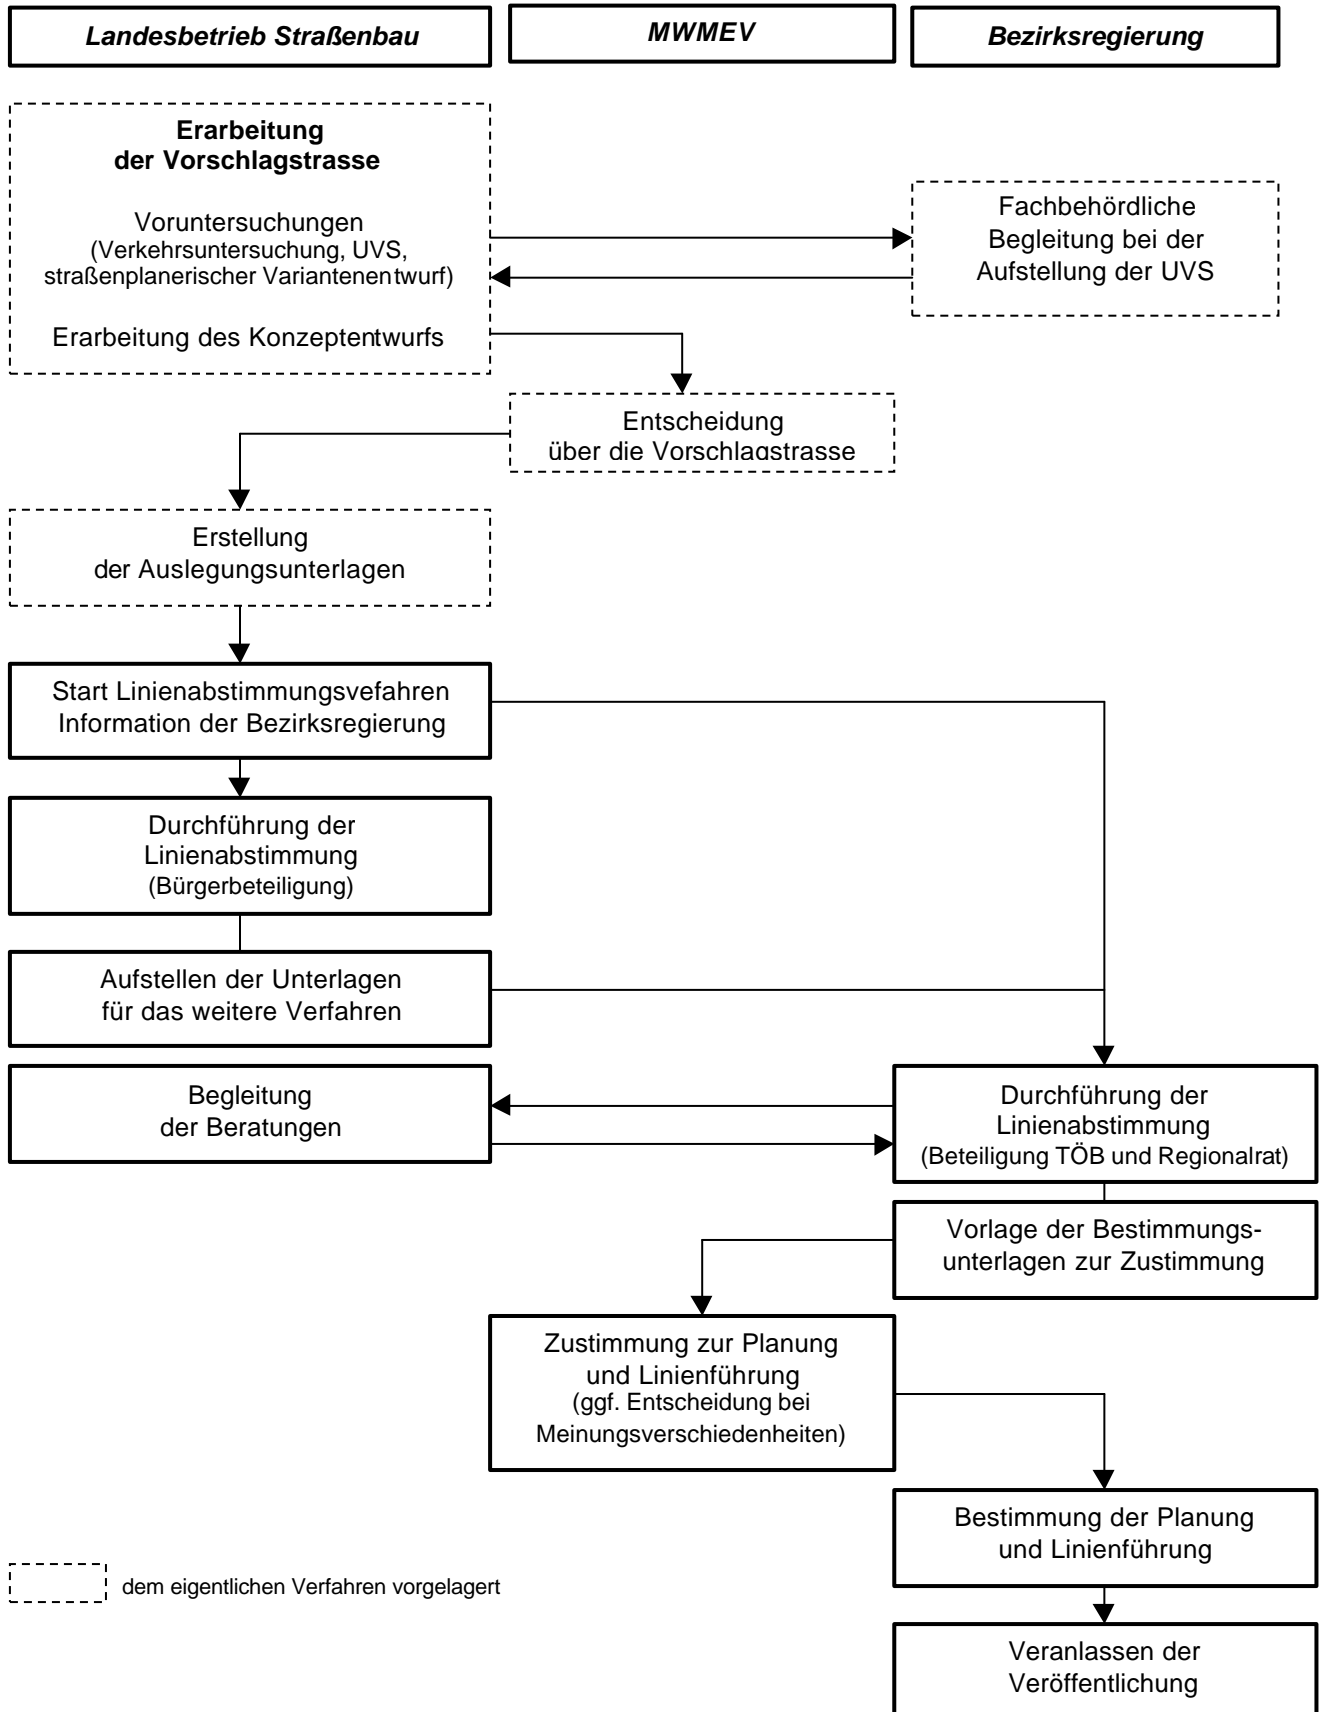 Landesbetrieb Straßenbau
MWMEV
Bezirksregierung
Erarbeitung
der Vorschlagstrasse
Voruntersuchungen
(Verkehrsuntersuchung, UVS,
straßenplanerischer Variantenentwurf)
Erarbeitung des Konzeptentwurfs
Fachbehördliche
Begleitung bei der
Aufstellung der UVS
Entscheidung
über die Vorschlagstrasse
Erstellung
der Auslegungsunterlagen
Start Linienabstimmungsvefahren
Information der Bezirksregierung
Durchführung der
Linienabstimmung
(Bürgerbeteiligung)
Aufstellen der Unterlagen
für das weitere Verfahren
Begleitung
der Beratungen
Durchführung der
Linienabstimmung
(Beteiligung TÖB und Regionalrat)
Vorlage der Bestimmungs-
unterlagen zur Zustimmung
Zustimmung zur Planung
und Linienführung
(ggf. Entscheidung bei
Meinungsverschiedenheiten)
Bestimmung der Planung
und Linienführung
dem eigentlichen Verfahren vorgelagert
Veranlassen der
Veröffentlichung